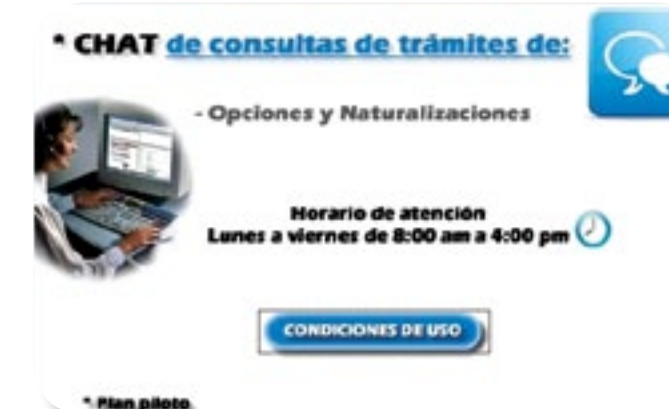 * CHAT de consultas de trámites de:
- Opciones y Naturalizaciones
Horario de atención
Lunes a viernes de 8:00 am a 4:00 pm
CONDICIONES DE USO
* Plan piloto.